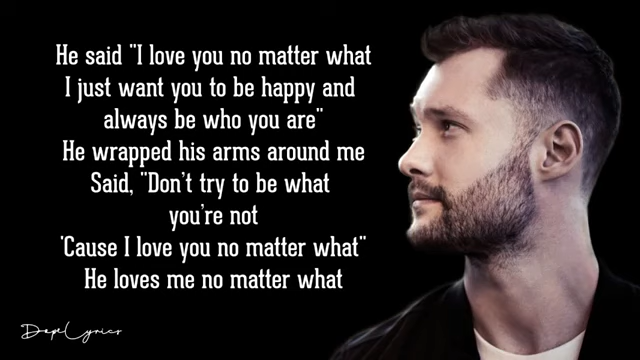 He said "I love you no matter what
I just want you to be happy and
always be who you are"
He wrapped his arms around me
Said, "Don't try to be what
you're not
'Cause I love you no matter what"
He loves me no matter what
DopeLyrics